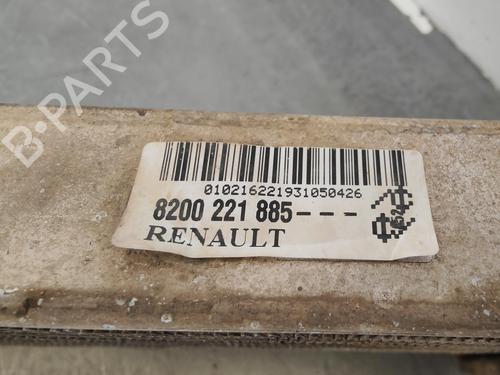 B-PARTS
010216221931050426
8200 221 885---
RENAULT